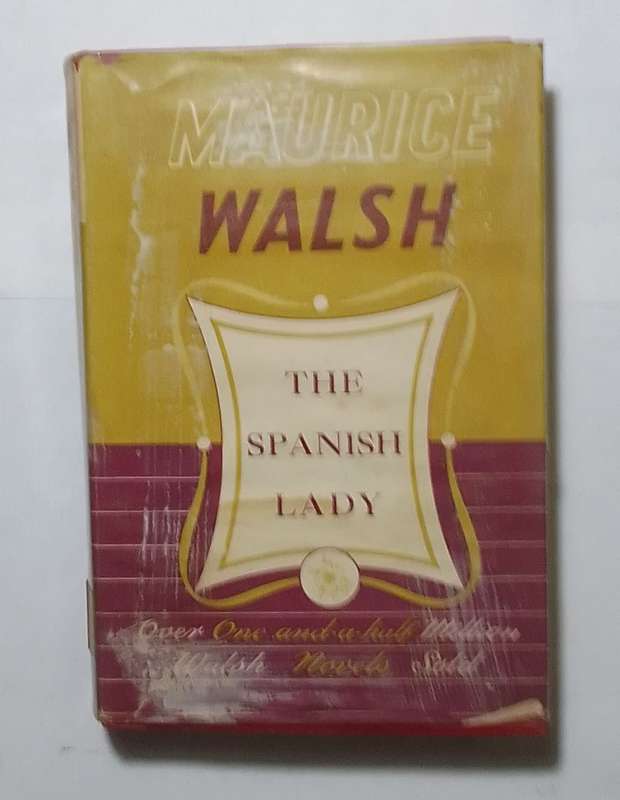 MAURICE
WALSH
THE
SPANISH
LADY
Over One-and-a-half Million
Walsh Novels Sold